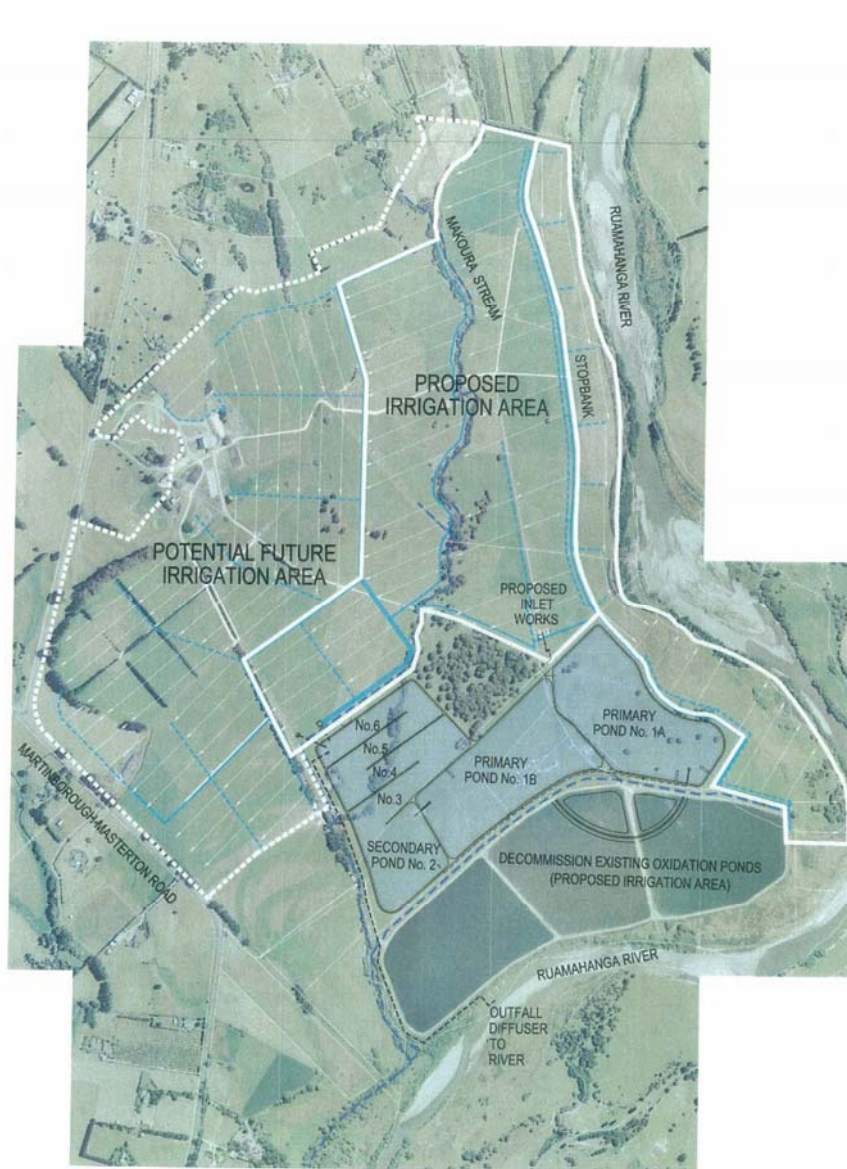 MAKOURA STREAM
RUAMAHANGA RIVER
PROPOSED
IRRIGATION AREA
STOPBANK
POTENTIAL FUTURE
IRRIGATION AREA
PROPOSED
INLET
WORKS
PRIMARY
POND No. 1A
No.6
No.5
No.4
No.3
PRIMARY
POND No. 1B
SECONDARY
POND No. 2
MARTINBOROUGH-MASTERTON ROAD
DECOMMISSION EXISTING OXIDATION PONDS
(PROPOSED IRRIGATION AREA)
RUAMAHANGA RIVER
OUTFALL
DIFFUSER
TO
RIVER